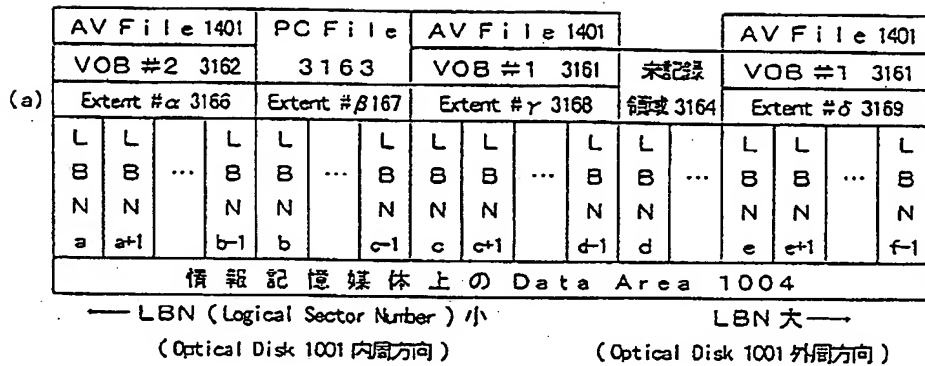 AV File 1401 PC File AV File 1401 AV File 1401
VOB #2 3162 3163 VOB #1 3161 未記録 VOB #1 3161
(a) Extent #α 3166 Extent #β167 Extent #γ 3168 領域 3164 Extent #δ 3169
L L L L L L L L L L L L
B B … B B … B B B … B B … B B … B
N N N N N N N N N N N N
a a+1 b-1 b c-1 c c+1 d-1 d e e+1 f-1
情報記憶媒体上の Data Area 1004
← LBN (Logical Sector Number) 小 LBN 大 →
(Optical Disk 1001 内周方向) (Optical Disk 1001 外周方向)